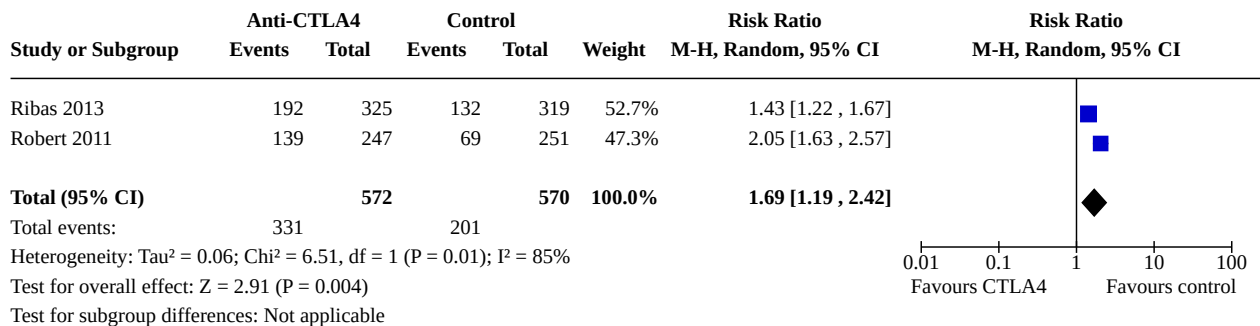 Anti-CTLA4 Control Risk Ratio Risk Ratio
Study or Subgroup Events Total Events Total Weight M-H, Random, 95% CI M-H, Random, 95% CI
Ribas 2013 192 325 132 319 52.7% 1.43 [1.22 , 1.67]
Robert 2011 139 247 69 251 47.3% 2.05 [1.63 , 2.57]
Total (95% CI) 572 570 100.0% 1.69 [1.19 , 2.42]
Total events: 331 201
Heterogeneity: Tau² = 0.06; Chi² = 6.51, df = 1 (P = 0.01); I² = 85%
0.01 0.1 1 10 100
Test for overall effect: Z = 2.91 (P = 0.004) Favours CTLA4 Favours control
Test for subgroup differences: Not applicable